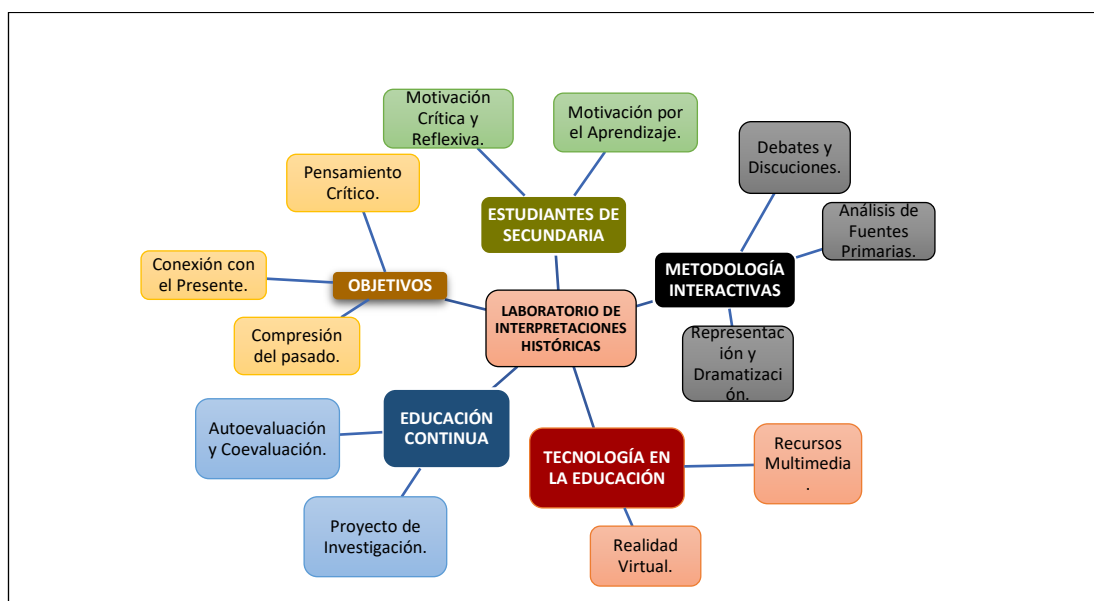 Motivación
Crítica y
Reflexiva.
Motivación por
el Aprendizaje.
Debates y
Discuciones.
Pensamiento
Crítico.
ESTUDIANTES DE
SECUNDARIA
Análisis de
Fuentes
Primarias.
Conexión con
el Presente.
OBJETIVOS
METODOLOGÍA
INTERACTIVAS
LABORATORIO DE
INTERPRETACIONES
HISTÓRICAS
Compresión
del pasado.
Representac
ión y
Dramatizaci
ón.
EDUCACIÓN
CONTINUA
Autoevaluación
y Coevaluación.
TECNOLOGÍA EN
LA EDUCACIÓN
Recursos
Multimedia
.
Proyecto de
Investigación.
Realidad
Virtual.